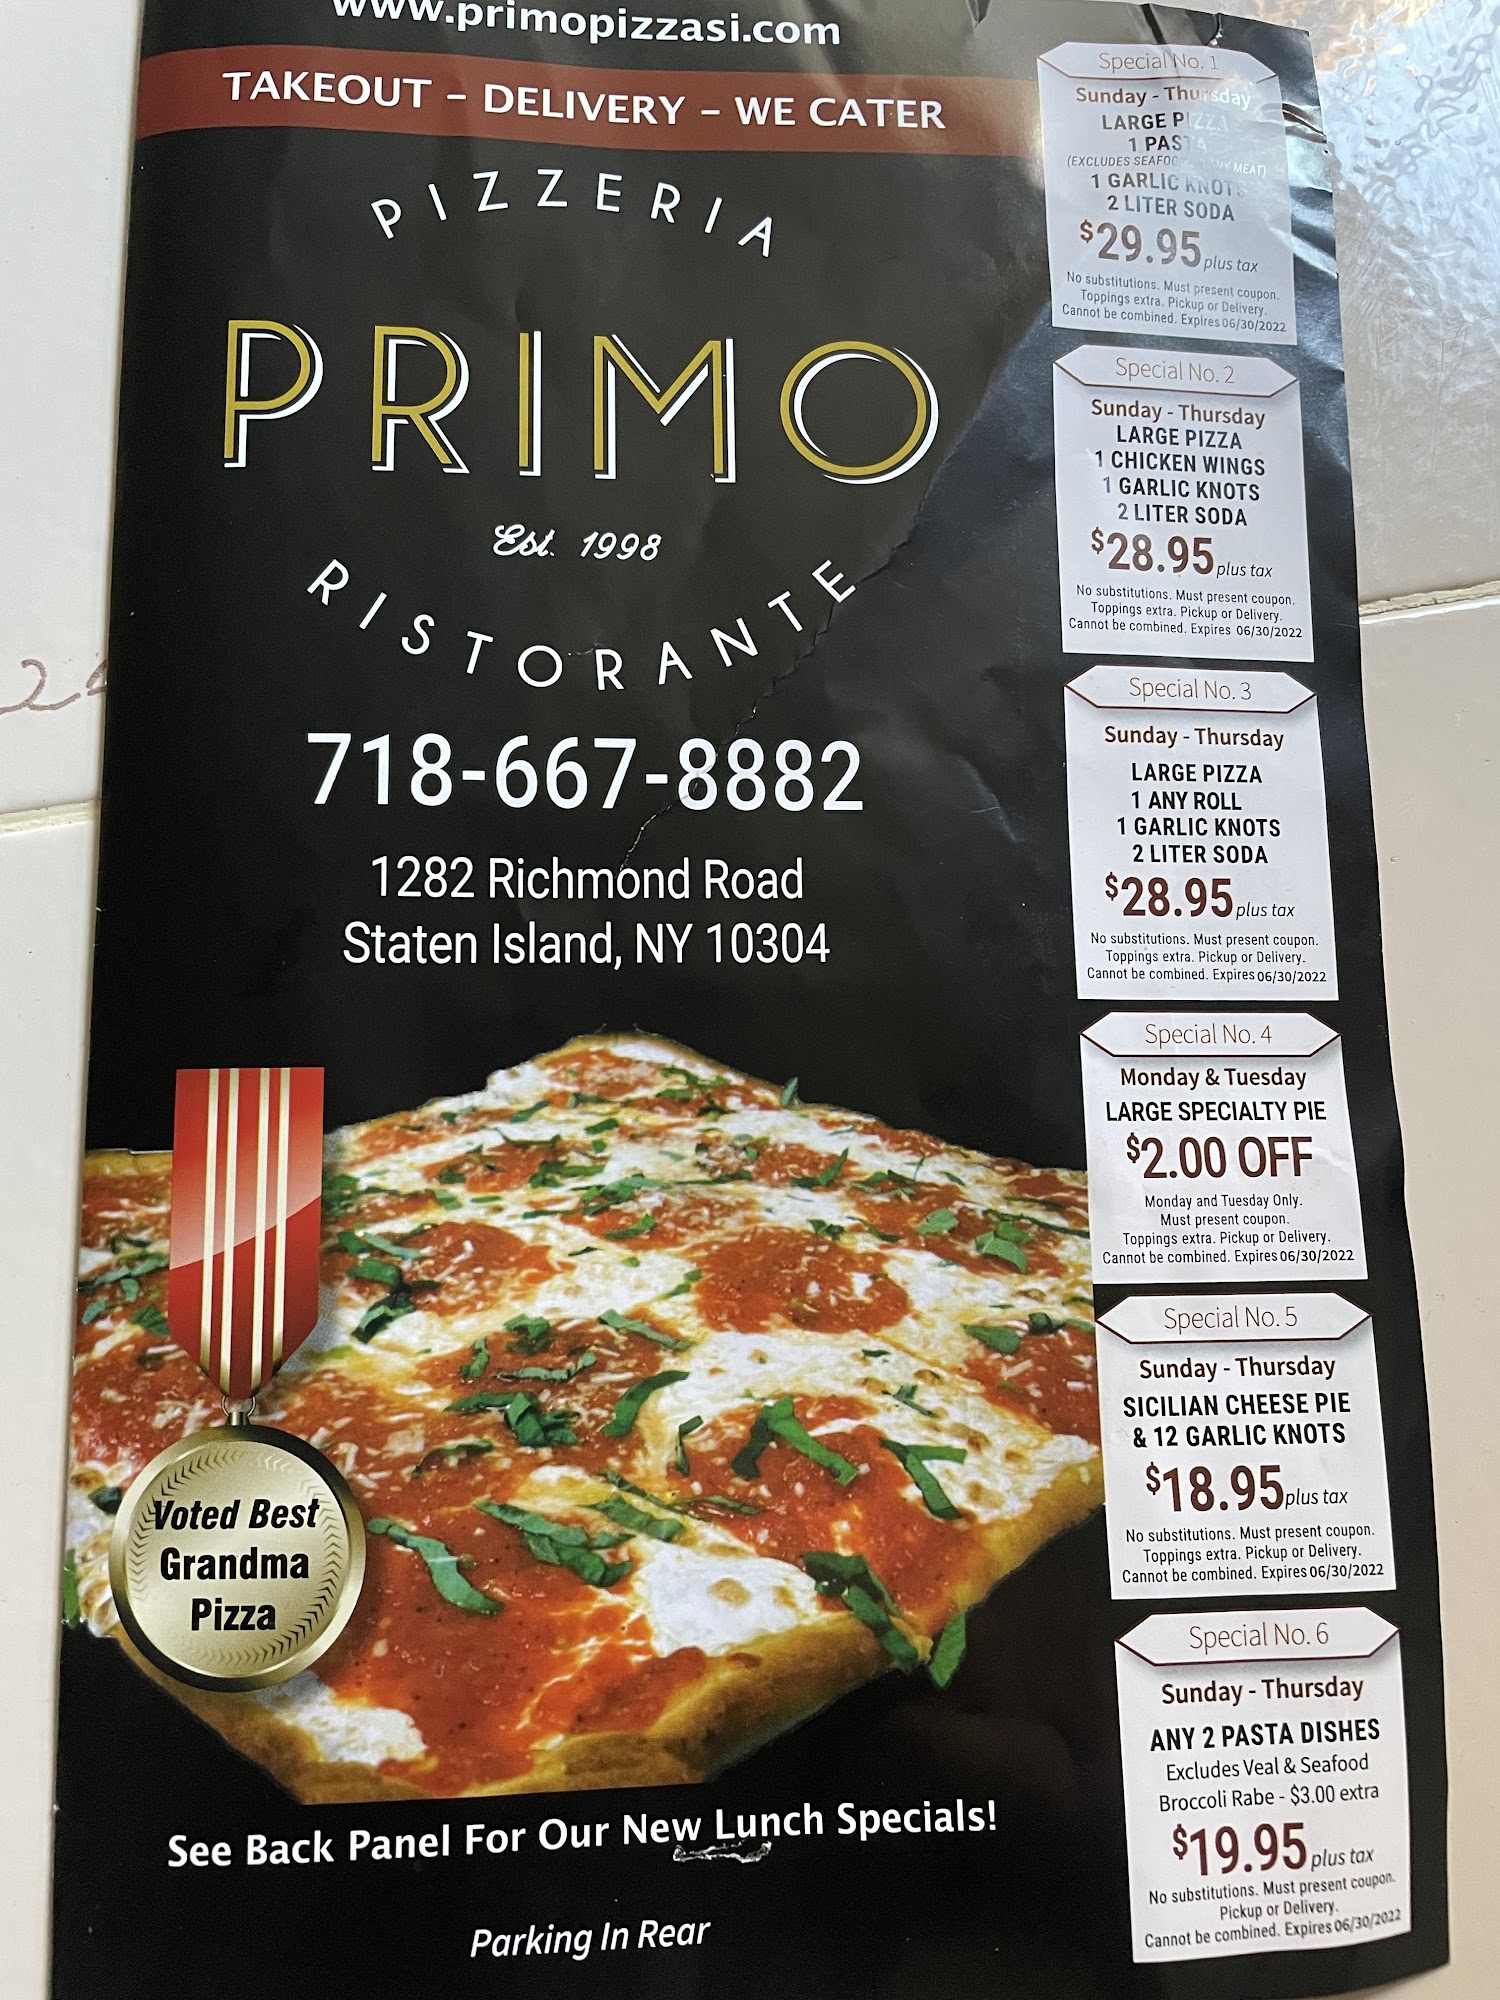 www.primopizzasi.com
TAKEOUT – DELIVERY – WE CATER
PIZZERIA
PRIMO
Est. 1998
RISTORANTE
718-667-8882
1282 Richmond Road
Staten Island, NY 10304
Voted Best
Grandma
Pizza
See Back Panel For Our New Lunch Specials!
Parking In Rear
Special No. 1
Sunday - Thursday
LARGE PIZZA
1 PASTA
(EXCLUDES SEAFOOD MEAT)
1 GARLIC KNOTS
2 LITER SODA
$29.95 plus tax
No substitutions. Must present coupon.
Toppings extra. Pickup or Delivery.
Cannot be combined. Expires 06/30/2022
Special No. 2
Sunday - Thursday
LARGE PIZZA
1 CHICKEN WINGS
1 GARLIC KNOTS
2 LITER SODA
$28.95 plus tax
No substitutions. Must present coupon.
Toppings extra. Pickup or Delivery.
Cannot be combined. Expires 06/30/2022
Special No. 3
Sunday - Thursday
LARGE PIZZA
1 ANY ROLL
1 GARLIC KNOTS
2 LITER SODA
$28.95 plus tax
No substitutions. Must present coupon.
Toppings extra. Pickup or Delivery.
Cannot be combined. Expires 06/30/2022
Special No. 4
Monday & Tuesday
LARGE SPECIALTY PIE
$2.00 OFF
Monday and Tuesday Only.
Must present coupon.
Toppings extra. Pickup or Delivery.
Cannot be combined. Expires 06/30/2022
Special No. 5
Sunday - Thursday
SICILIAN CHEESE PIE
& 12 GARLIC KNOTS
$18.95 plus tax
No substitutions. Must present coupon.
Toppings extra. Pickup or Delivery.
Cannot be combined. Expires 06/30/2022
Special No. 6
Sunday - Thursday
ANY 2 PASTA DISHES
Excludes Veal & Seafood
Broccoli Rabe - $3.00 extra
$19.95 plus tax
No substitutions. Must present coupon.
Pickup or Delivery.
Cannot be combined. Expires 06/30/2022